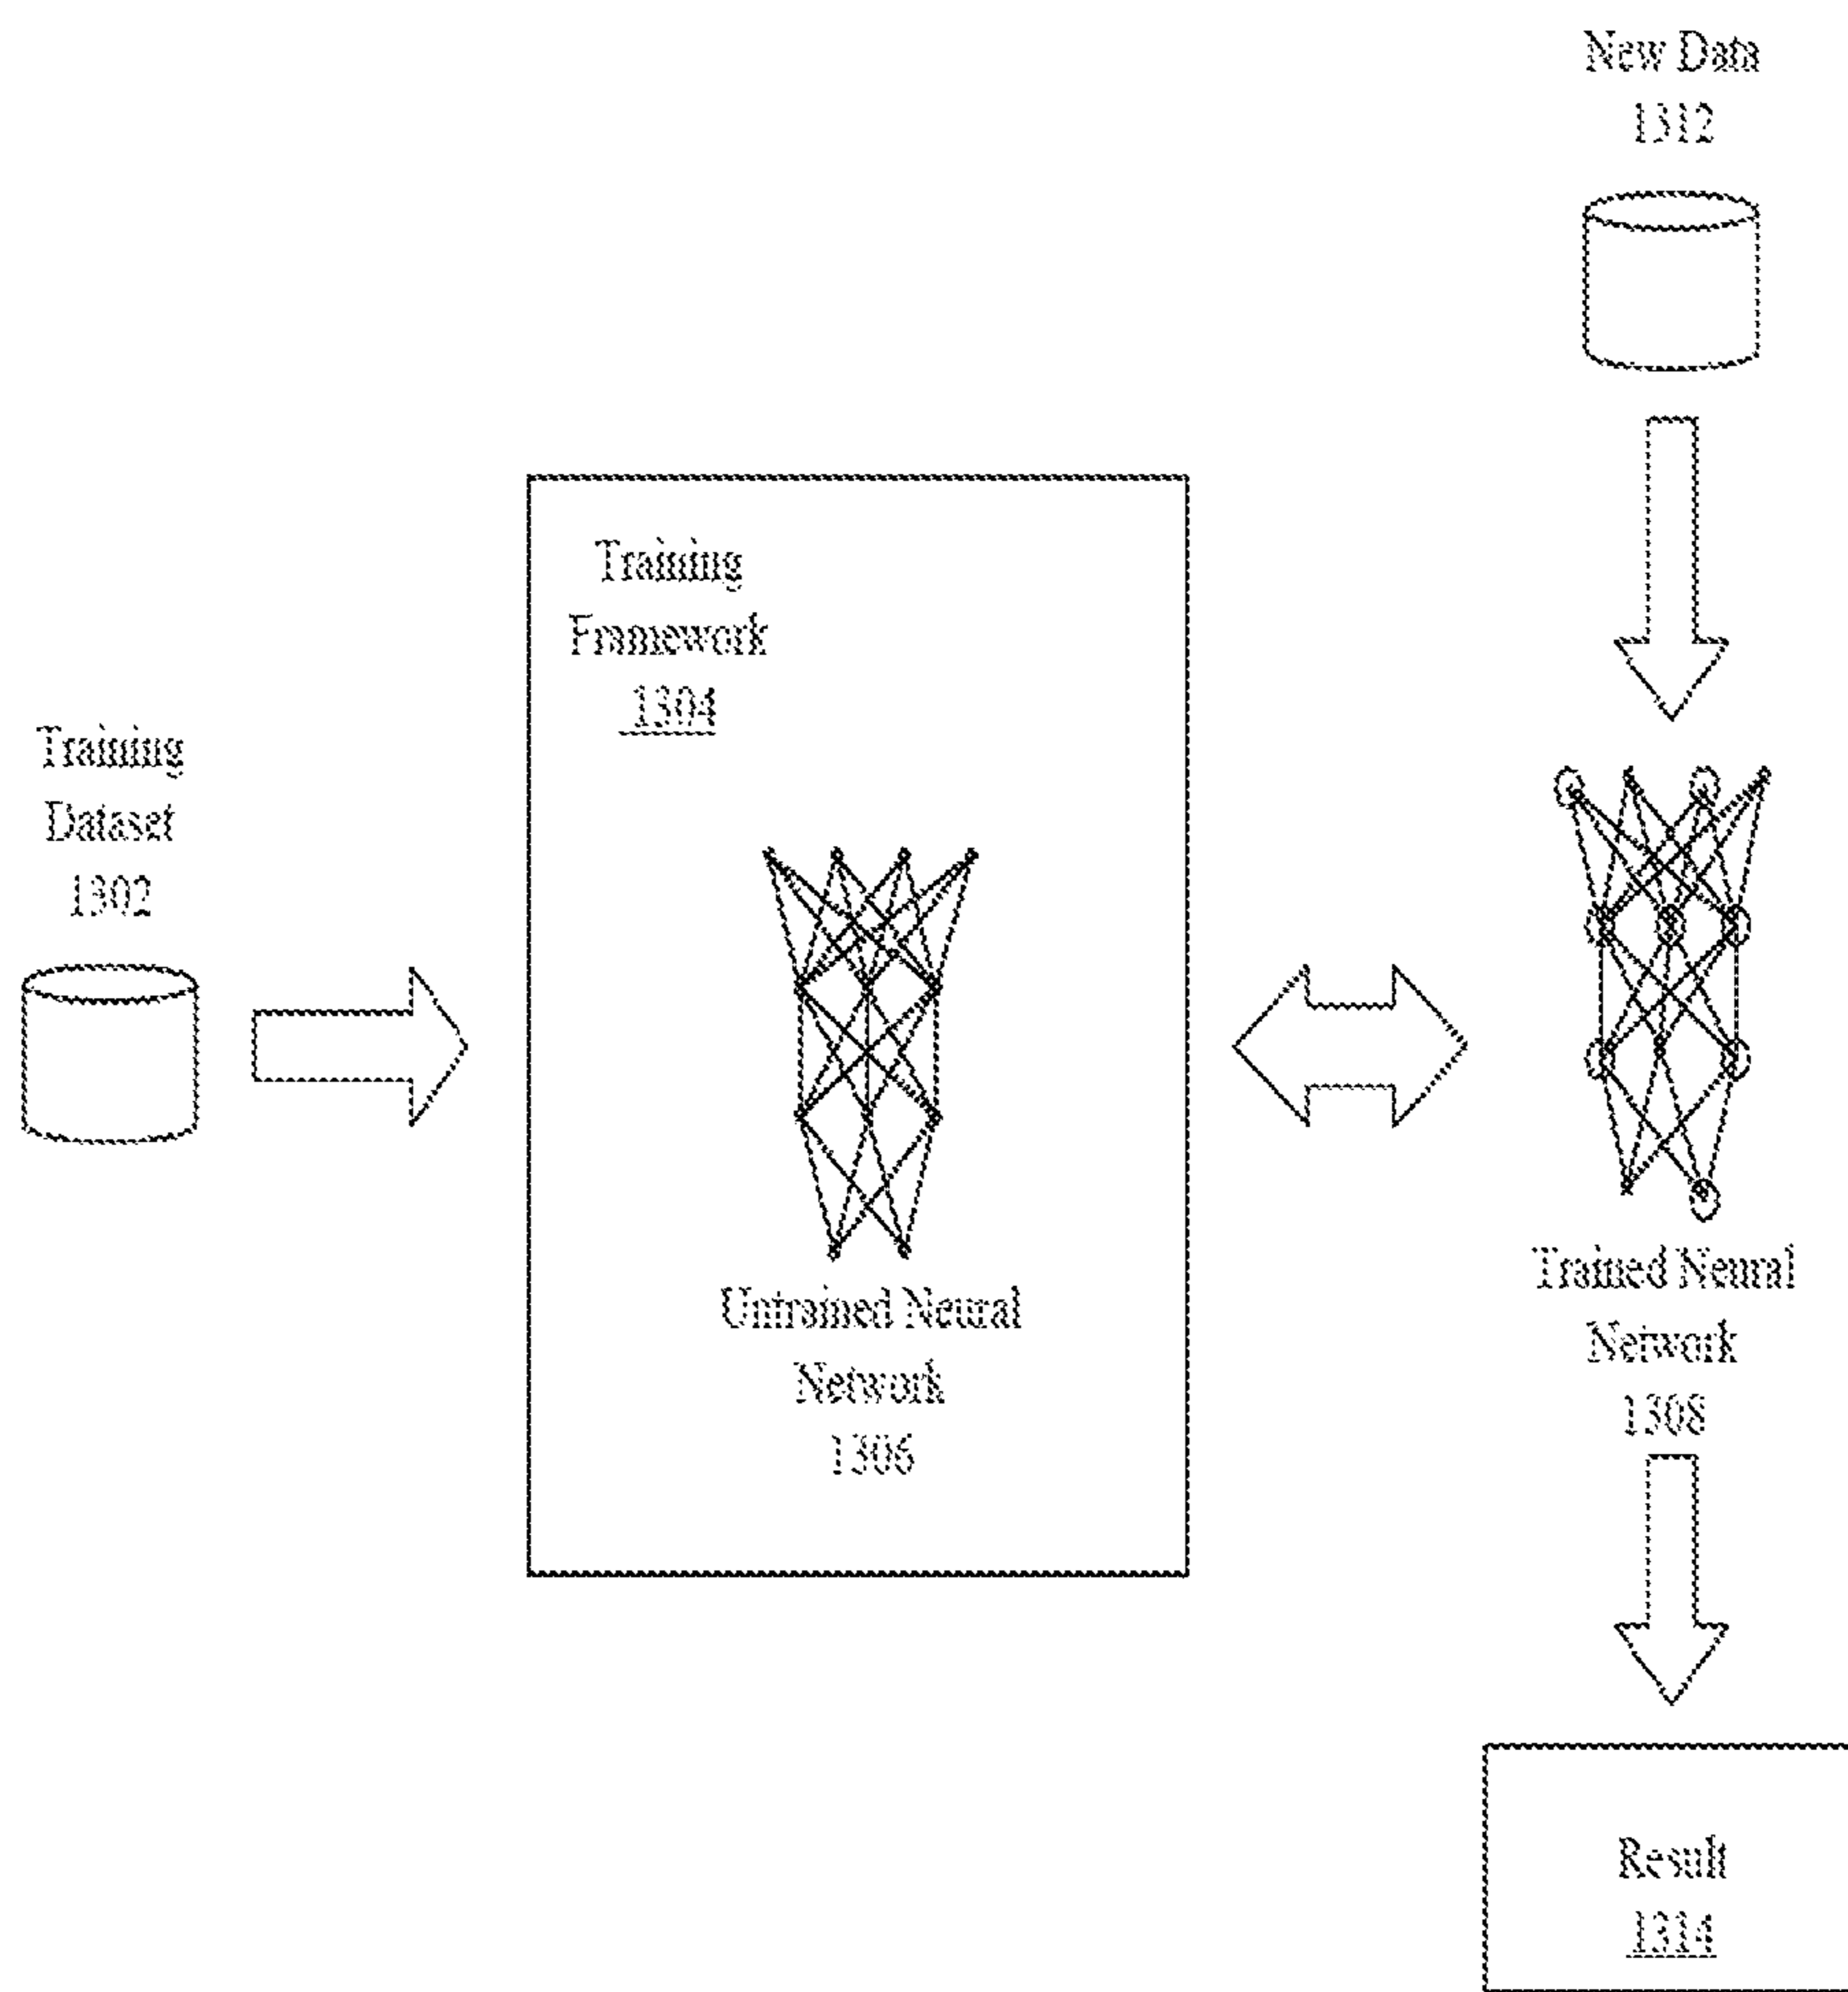 New Data
1312
Training
Framework
1304
Training
Dataset
1302
Untrained Neural
Network
1306
Trained Neural
Network
1308
Result
1314